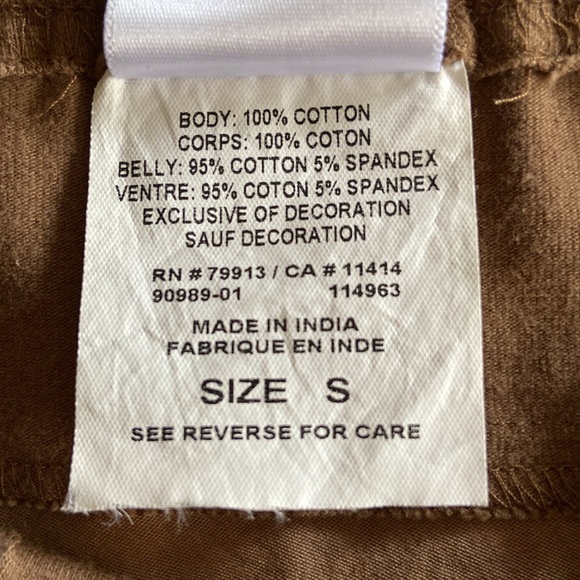 BODY: 100% COTTON
CORPS: 100% COTON
BELLY: 95% COTTON 5% SPANDEX
VENTRE: 95% COTON 5% SPANDEX
EXCLUSIVE OF DECORATION
SAUF DECORATION
RN # 79913 / CA # 11414
90989-01 114963
MADE IN INDIA
FABRIQUE EN INDE
SIZE S
SEE REVERSE FOR CARE